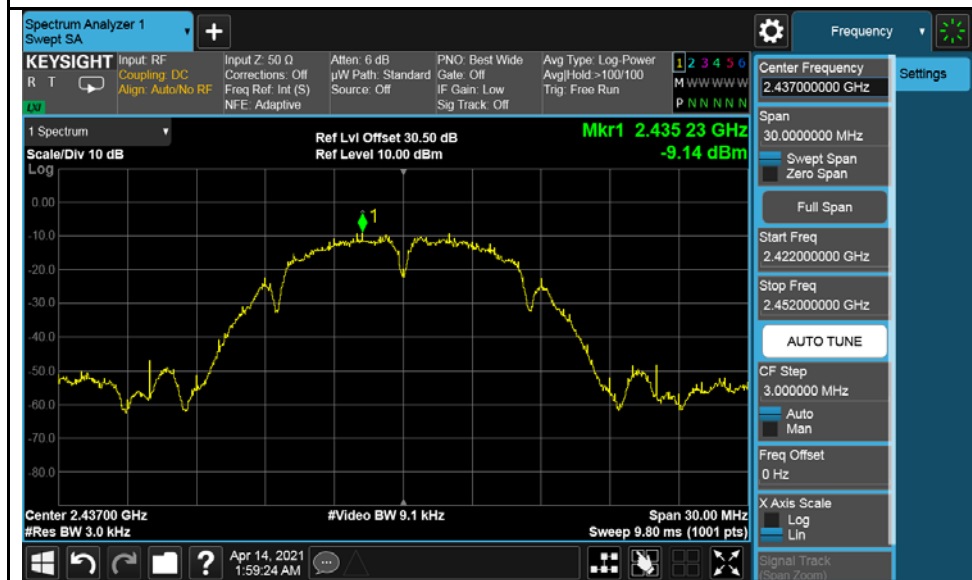 Spectrum Analyzer 1
Swept SA
+
Frequency
KEYSIGHT
R T
LXI
Input: RF
Coupling: DC
Align: Auto/No RF
Input Z: 50 Ω
Corrections: Off
Freq Ref: Int (S)
NFE: Adaptive
Atten: 6 dB
µW Path: Standard
Source: Off
PNO: Best Wide
Gate: Off
IF Gain: Low
Sig Track: Off
Avg Type: Log-Power
Avg|Hold:>100/100
Trig: Free Run
1 2 3 4 5 6
M W W W W W
P N N N N N
1 Spectrum
Scale/Div 10 dB
Ref Lvl Offset 30.50 dB
Ref Level 10.00 dBm
Mkr1 2.435 23 GHz
-9.14 dBm
Log
0.00
-10.0
-20.0
-30.0
-40.0
-50.0
-60.0
-70.0
-80.0
1
Center 2.43700 GHz
#Res BW 3.0 kHz
#Video BW 9.1 kHz
Span 30.00 MHz
Sweep 9.80 ms (1001 pts)
?
Apr 14, 2021
1:59:24 AM
Center Frequency
2.437000000 GHz
Span
30.0000000 MHz
Swept Span
Zero Span
Full Span
Start Freq
2.422000000 GHz
Stop Freq
2.452000000 GHz
AUTO TUNE
CF Step
3.000000 MHz
Auto
Man
Freq Offset
0 Hz
X Axis Scale
Log
Lin
Signal Track
(Span Zoom)
Settings